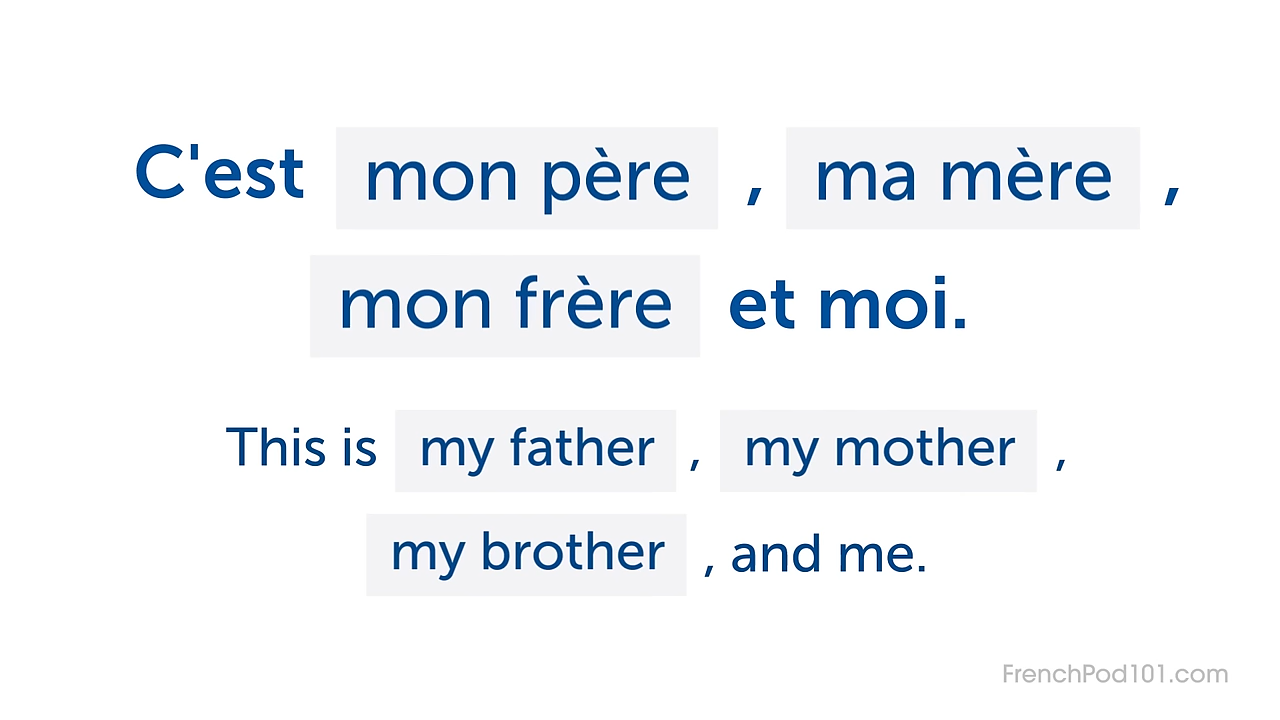 C'est mon père , ma mère ,
mon frère et moi.
This is my father , my mother ,
my brother , and me.
FrenchPod101.com